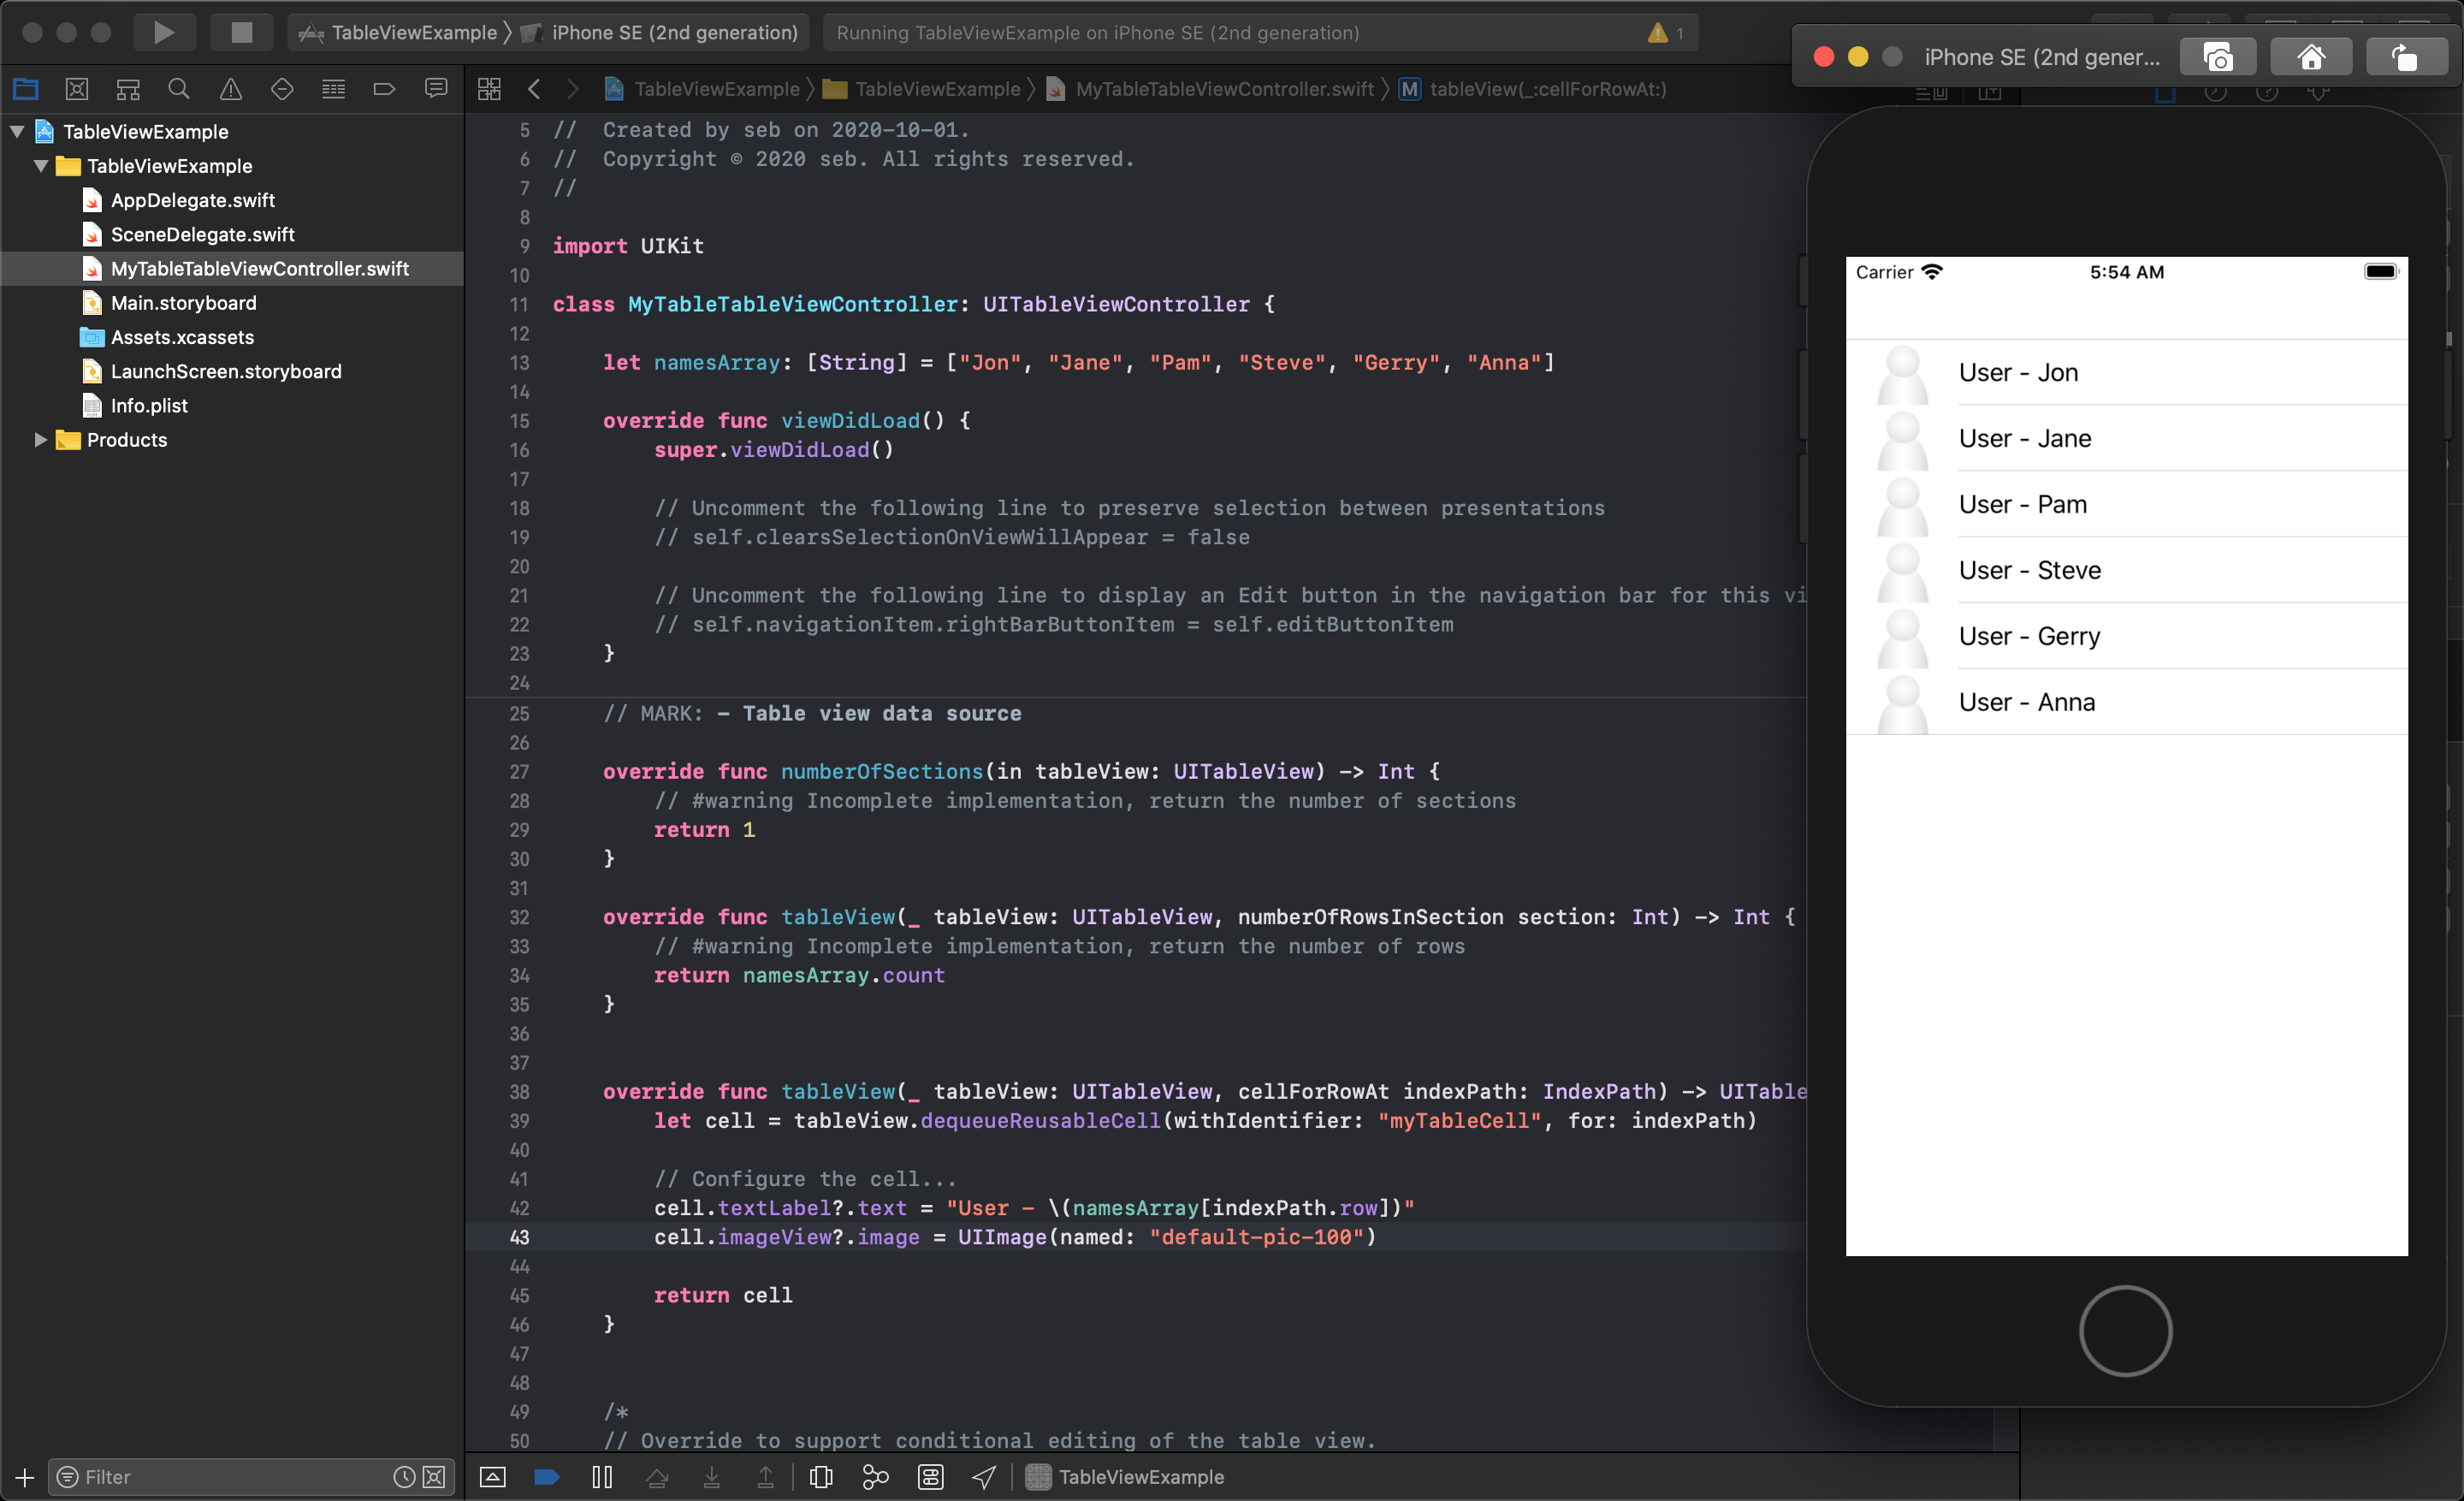 TableViewExample 〉 iPhone SE (2nd generation)
Running TableViewExample on iPhone SE (2nd generation)
1
iPhone SE (2nd gener...
TableViewExample 〉 TableViewExample 〉 MyTableTableViewController.swift 〉 M tableView(_:cellForRowAt:)
TableViewExample
TableViewExample
AppDelegate.swift
SceneDelegate.swift
MyTableTableViewController.swift
Main.storyboard
Assets.xcassets
LaunchScreen.storyboard
Info.plist
Products
Filter
5 //  Created by seb on 2020-10-01.
6 //  Copyright © 2020 seb. All rights reserved.
7 //
8
9 import UIKit
10
11 class MyTableTableViewController: UITableViewController {
12
13     let namesArray: [String] = ["Jon", "Jane", "Pam", "Steve", "Gerry", "Anna"]
14
15     override func viewDidLoad() {
16         super.viewDidLoad()
17
18         // Uncomment the following line to preserve selection between presentations
19         // self.clearsSelectionOnViewWillAppear = false
20
21         // Uncomment the following line to display an Edit button in the navigation bar for this vi
22         // self.navigationItem.rightBarButtonItem = self.editButtonItem
23     }
24
25     // MARK: - Table view data source
26
27     override func numberOfSections(in tableView: UITableView) -> Int {
28         // #warning Incomplete implementation, return the number of sections
29         return 1
30     }
31
32     override func tableView(_ tableView: UITableView, numberOfRowsInSection section: Int) -> Int {
33         // #warning Incomplete implementation, return the number of rows
34         return namesArray.count
35     }
36
37
38     override func tableView(_ tableView: UITableView, cellForRowAt indexPath: IndexPath) -> UITable
39         let cell = tableView.dequeueReusableCell(withIdentifier: "myTableCell", for: indexPath)
40
41         // Configure the cell...
42         cell.textLabel?.text = "User - \(namesArray[indexPath.row])"
43         cell.imageView?.image = UIImage(named: "default-pic-100")
44
45         return cell
46     }
47
48
49     /*
50     // Override to support conditional editing of the table view.
TableViewExample
Carrier 5:54 AM
User - Jon
User - Jane
User - Pam
User - Steve
User - Gerry
User - Anna